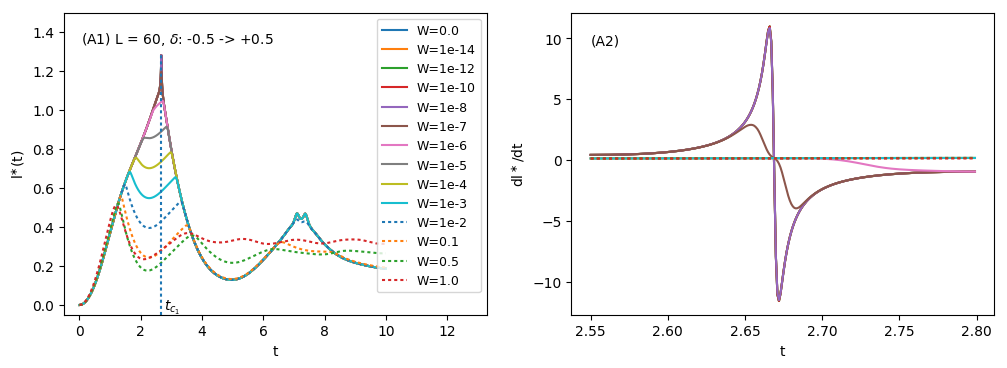 (A1) L = 60, δ: -0.5 -> +0.5
l*(t)
1.4
1.2
1.0
0.8
0.6
0.4
0.2
0.0
W=0.0
W=1e-14
W=1e-12
W=1e-10
W=1e-8
W=1e-7
W=1e-6
W=1e-5
W=1e-4
W=1e-3
W=1e-2
W=0.1
W=0.5
W=1.0
t_{c_1}
0 2 4 6 8 10 12
t
(A2)
dl * /dt
10
5
0
−5
−10
2.55 2.60 2.65 2.70 2.75 2.80
t